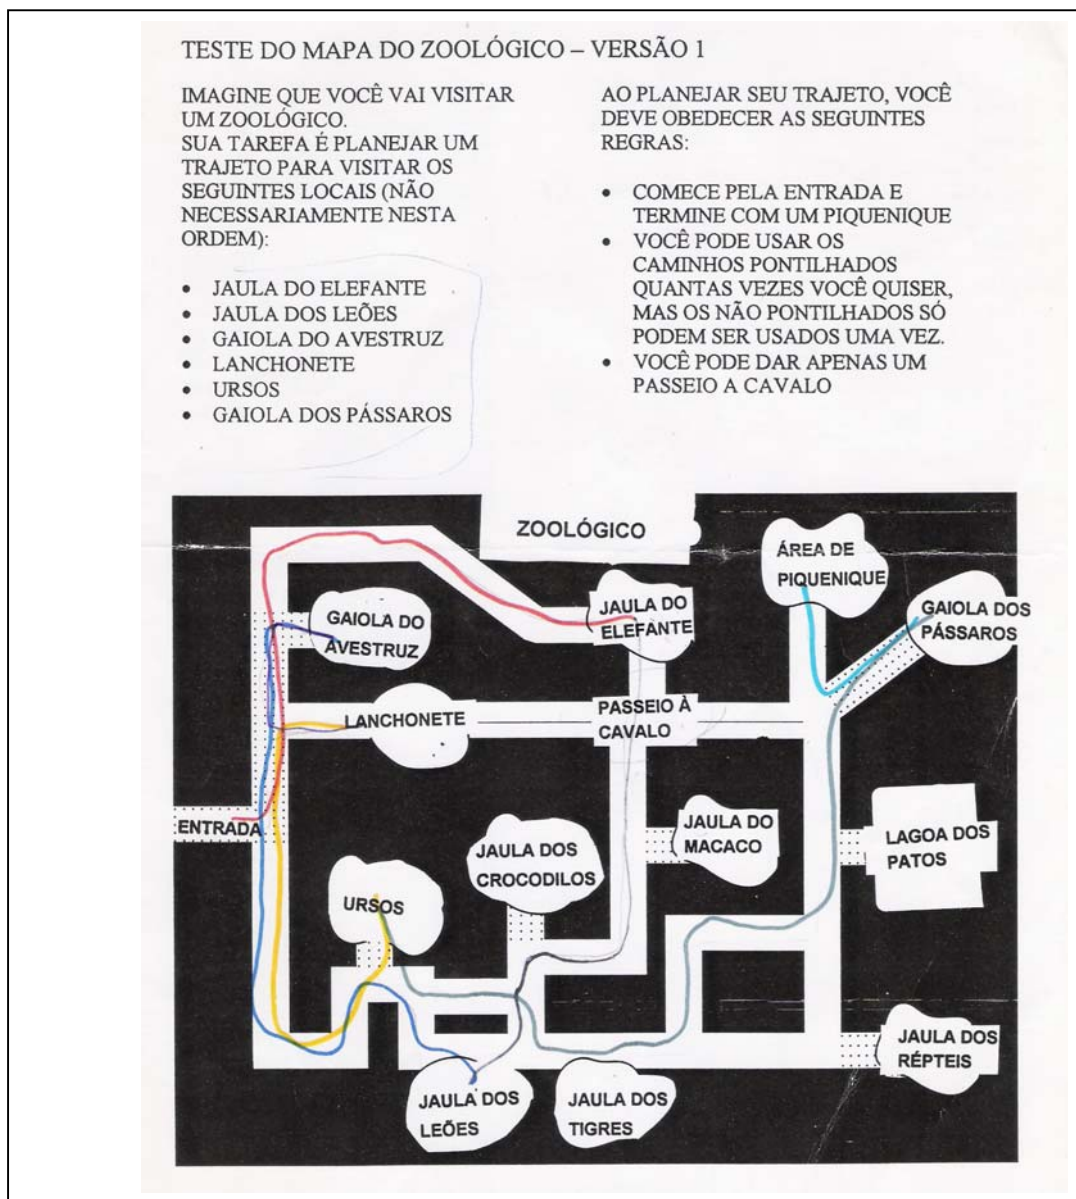 TESTE DO MAPA DO ZOOLÓGICO – VERSÃO 1
IMAGINE QUE VOCÊ VAI VISITAR
UM ZOOLÓGICO.
SUA TAREFA É PLANEJAR UM
TRAJETO PARA VISITAR OS
SEGUINTES LOCAIS (NÃO
NECESSARIAMENTE NESTA
ORDEM):
• JAULA DO ELEFANTE
• JAULA DOS LEÕES
• GAIOLA DO AVESTRUZ
• LANCHONETE
• URSOS
• GAIOLA DOS PÁSSAROS
AO PLANEJAR SEU TRAJETO, VOCÊ
DEVE OBEDECER AS SEGUINTES
REGRAS:
• COMECE PELA ENTRADA E
TERMINE COM UM PIQUENIQUE
• VOCÊ PODE USAR OS
CAMINHOS PONTILHADOS
QUANTAS VEZES VOCÊ QUISER,
MAS OS NÃO PONTILHADOS SÓ
PODEM SER USADOS UMA VEZ.
• VOCÊ PODE DAR APENAS UM
PASSEIO A CAVALO
ZOOLÓGICO
ÁREA DE
PIQUENIQUE
GAIOLA DO
AVESTRUZ
JAULA DO
ELEFANTE
GAIOLA DOS
PÁSSAROS
LANCHONETE
PASSEIO À
CAVALO
ENTRADA
JAULA DO
MACACO
LAGOA DOS
PATOS
JAULA DOS
CROCODILOS
URSOS
JAULA DOS
RÉPTEIS
JAULA DOS
LEÕES
JAULA DOS
TIGRES